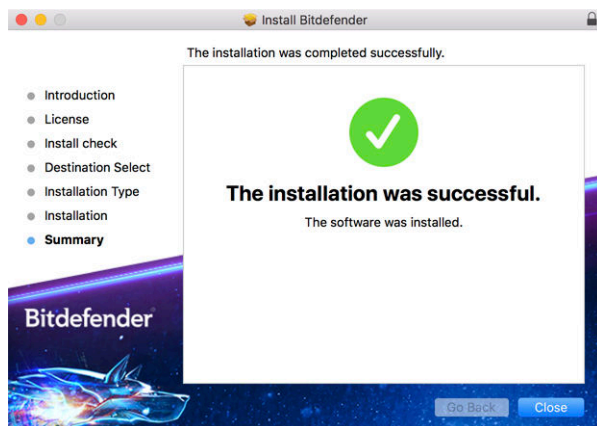 Install Bitdefender
The installation was completed successfully.
Introduction
License
Install check
Destination Select
Installation Type
Installation
Summary
The installation was successful.
The software was installed.
Bitdefender
Go Back
Close